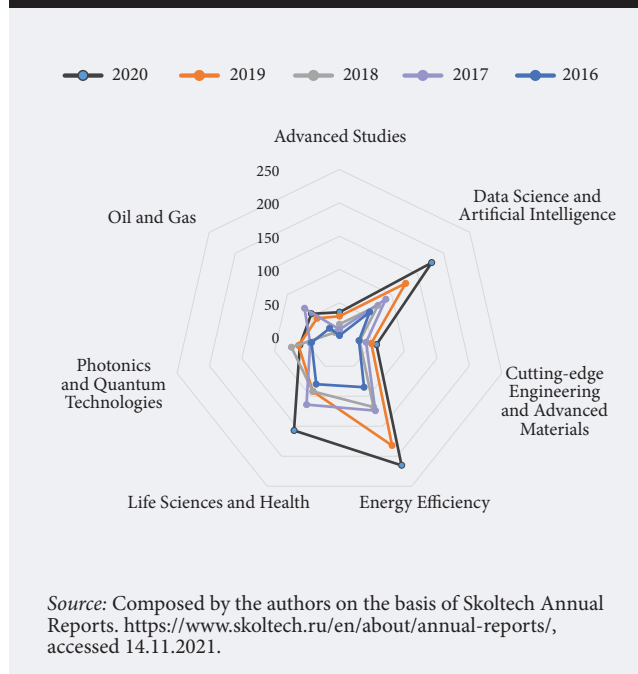 2020 2019 2018 2017 2016
Advanced Studies
250
200
150
100
50
0
Data Science and
Artificial Intelligence
Oil and Gas
Photonics
and Quantum
Technologies
Cutting-edge
Engineering
and Advanced
Materials
Life Sciences and Health
Energy Efficiency
Source: Composed by the authors on the basis of Skoltech Annual
Reports. https://www.skoltech.ru/en/about/annual-reports/,
accessed 14.11.2021.